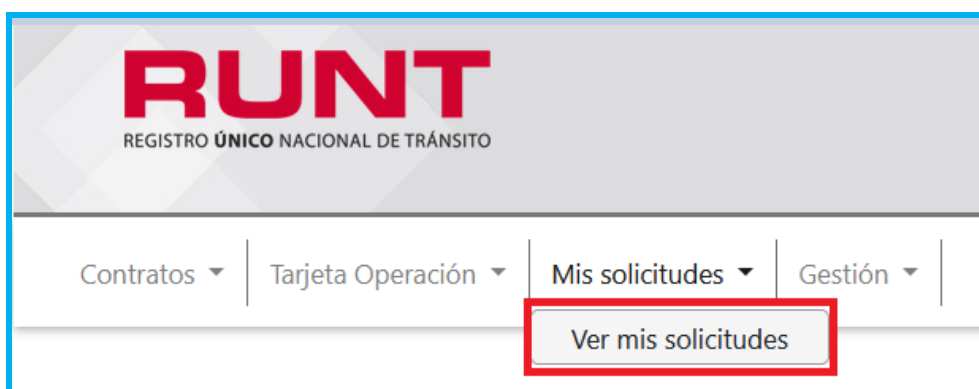 RUNT
REGISTRO ÚNICO NACIONAL DE TRÁNSITO
Contratos Tarjeta Operación Mis solicitudes Gestión
Ver mis solicitudes